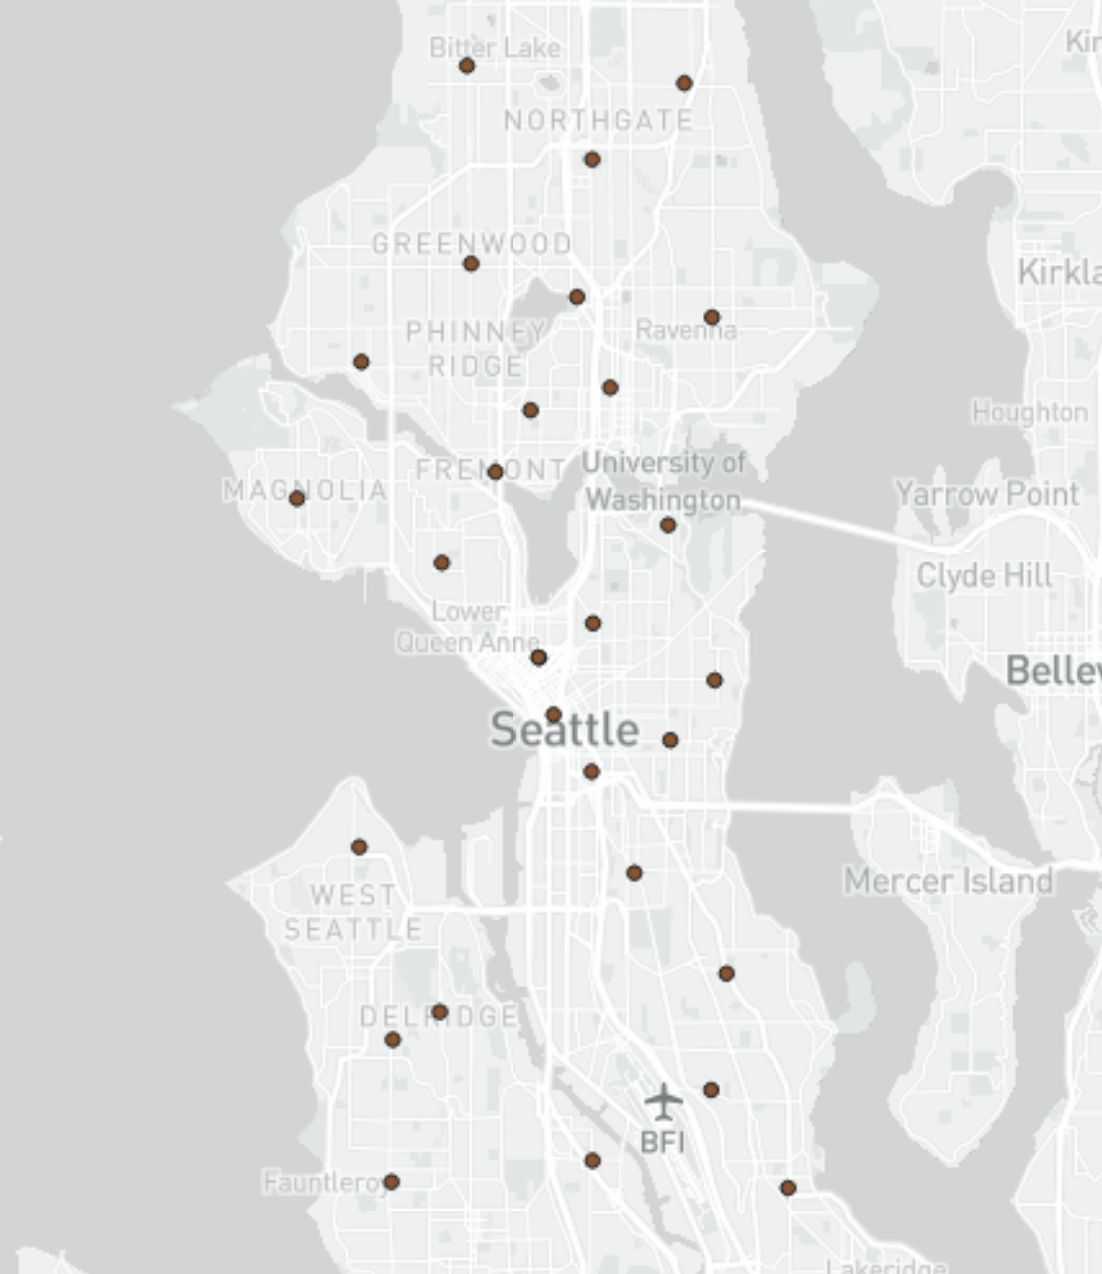 Bitter Lake
Kir
NORTHGATE
GREENWOOD
Kirkla
PHINNEY
RIDGE
Ravenna
Houghton
FREMONT
University of
Washington
MAGNOLIA
Yarrow Point
Clyde Hill
Lower
Queen Anne
Bellev
Seattle
Mercer Island
WEST
SEATTLE
DELRIDGE
BFI
Fauntleroy
Lakeridge